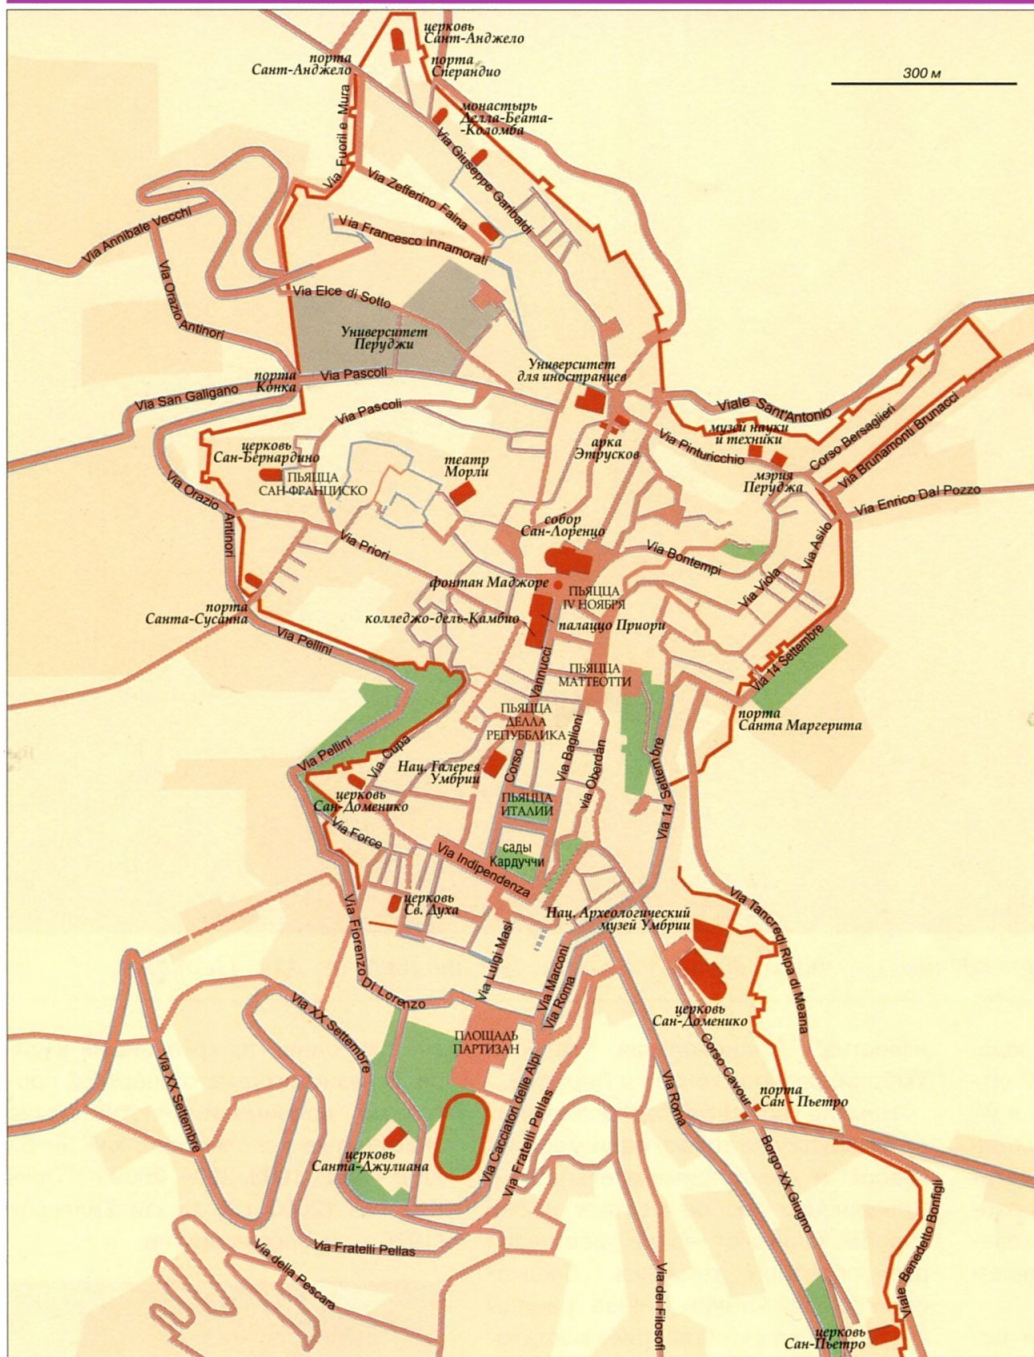 церковь
Сант-Анджело
порта
Сант-Анджело
порта
Сперандио
300 м
монастырь
Делла-Беата-
-Коломба
Via Fuori le Mura
Via Giuseppe Garibaldi
Via Zefferino Faina
Via Francesco Innamorati
Via Annibale Vecchi
Via Orazio Antinori
Via Elce di Sotto
Университет
Перуджи
Университет
для иностранцев
порта
Конка
Via Pascoli
Via San Galigano
Via Pascoli
Viale Sant'Antonio
музей науки
и техники
Corso Bersaglieri
Via Brunamonti Brunacci
арка
Этрусков
Via Pinturicchio
церковь
Сан-Бернардино
театр
Морли
мэрия
Перуджа
ПЬЯЦЦА
САН-ФРАНЦИСКО
Via Enrico Dal Pozzo
Via Orazio Antinori
собор
Сан-Лоренцо
Via Priori
Via Bontempi
Via Asilo
Via Viola
фонтан Маджоре
ПЬЯЦЦА
IV НОЯБРЯ
порта
Санта-Сусанна
колледжо-дель-Камбио
палаццо Приори
Via Pellini
Vannucci
ПЬЯЦЦА
МАТТЕОТТИ
Via 14 Settembre
порта
Санта Маргерита
ПЬЯЦЦА
ДЕЛЛА
РЕПУББЛИКА
Via Pellini
Via Cupa
Нац. Галерея
Умбрии
Corso
Via Baglioni
via Oberdan
Via 14 Settembre
церковь
Сан-Доменико
ПЬЯЦЦА
ИТАЛИИ
Via Force
Via Indipendenza
сады
Кардуччи
церковь
Св. Духа
Нац. Археологический
музей Умбрии
Via Tancredi Ripa di Meana
Via Fiorenzo Di Lorenzo
Via Luigi Masi
Via Marconi
Via Roma
церковь
Сан-Доменико
Via XX Settembre
ПЛОЩАДЬ
ПАРТИЗАН
Via XX Settembre
Corso Cavour
порта
Сан - Пьетро
Via Roma
Via Cacciatori delle Alpi
Via Fratelli Pellas
церковь
Санта-Джулиана
Borgo XX Giugno
Viale Benedetto Bonfigli
Via Fratelli Pellas
Via della Pescara
Via dei Filosofi
церковь
Сан-Пьетро